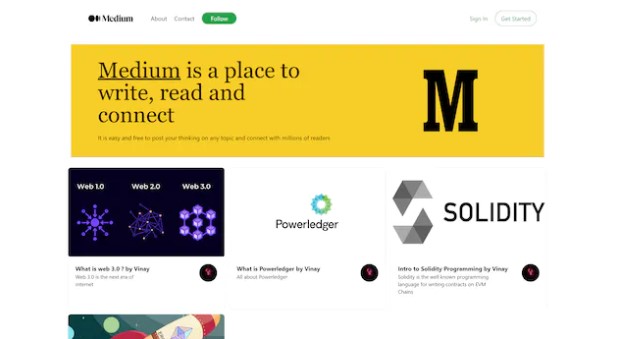 Medium About Contact Follow Sign In Get Started
Medium is a place to
write, read and
connect
It is easy and free to post your thinking on any topic and connect with millions of readers
M
Web 1.0 Web 2.0 Web 3.0
Powerledger
SOLIDITY
What is web 3.0 ? by Vinay
Web 3.0 is the next era of
internet
What is Powerledger by Vinay
All about Powerledger
Intro to Solidity Programming by Vinay
Solidity is the well known programming
language for writing contracts on EVM
Chains